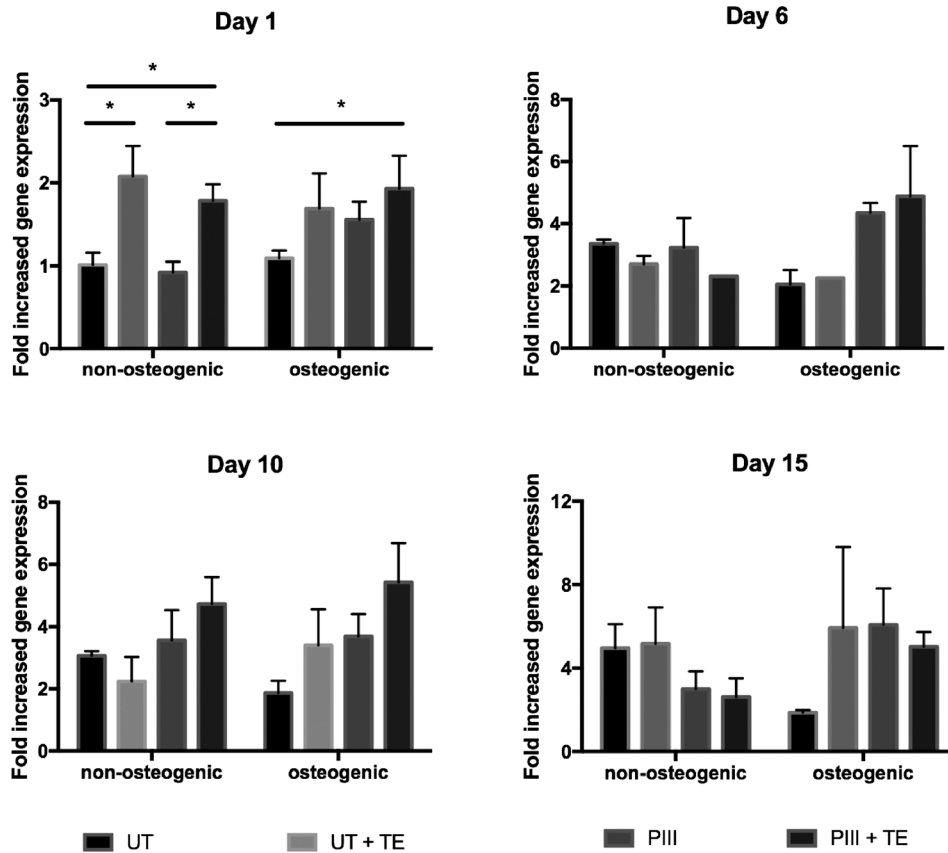 Day 1
Fold increased gene expression
3
2
1
0
*
*
*
*
non-osteogenic
osteogenic
Day 6
Fold increased gene expression
8
6
4
2
0
non-osteogenic
osteogenic
Day 10
Fold increased gene expression
8
6
4
2
0
non-osteogenic
osteogenic
Day 15
Fold increased gene expression
12
8
4
0
non-osteogenic
osteogenic
UT
UT + TE
PIII
PIII + TE